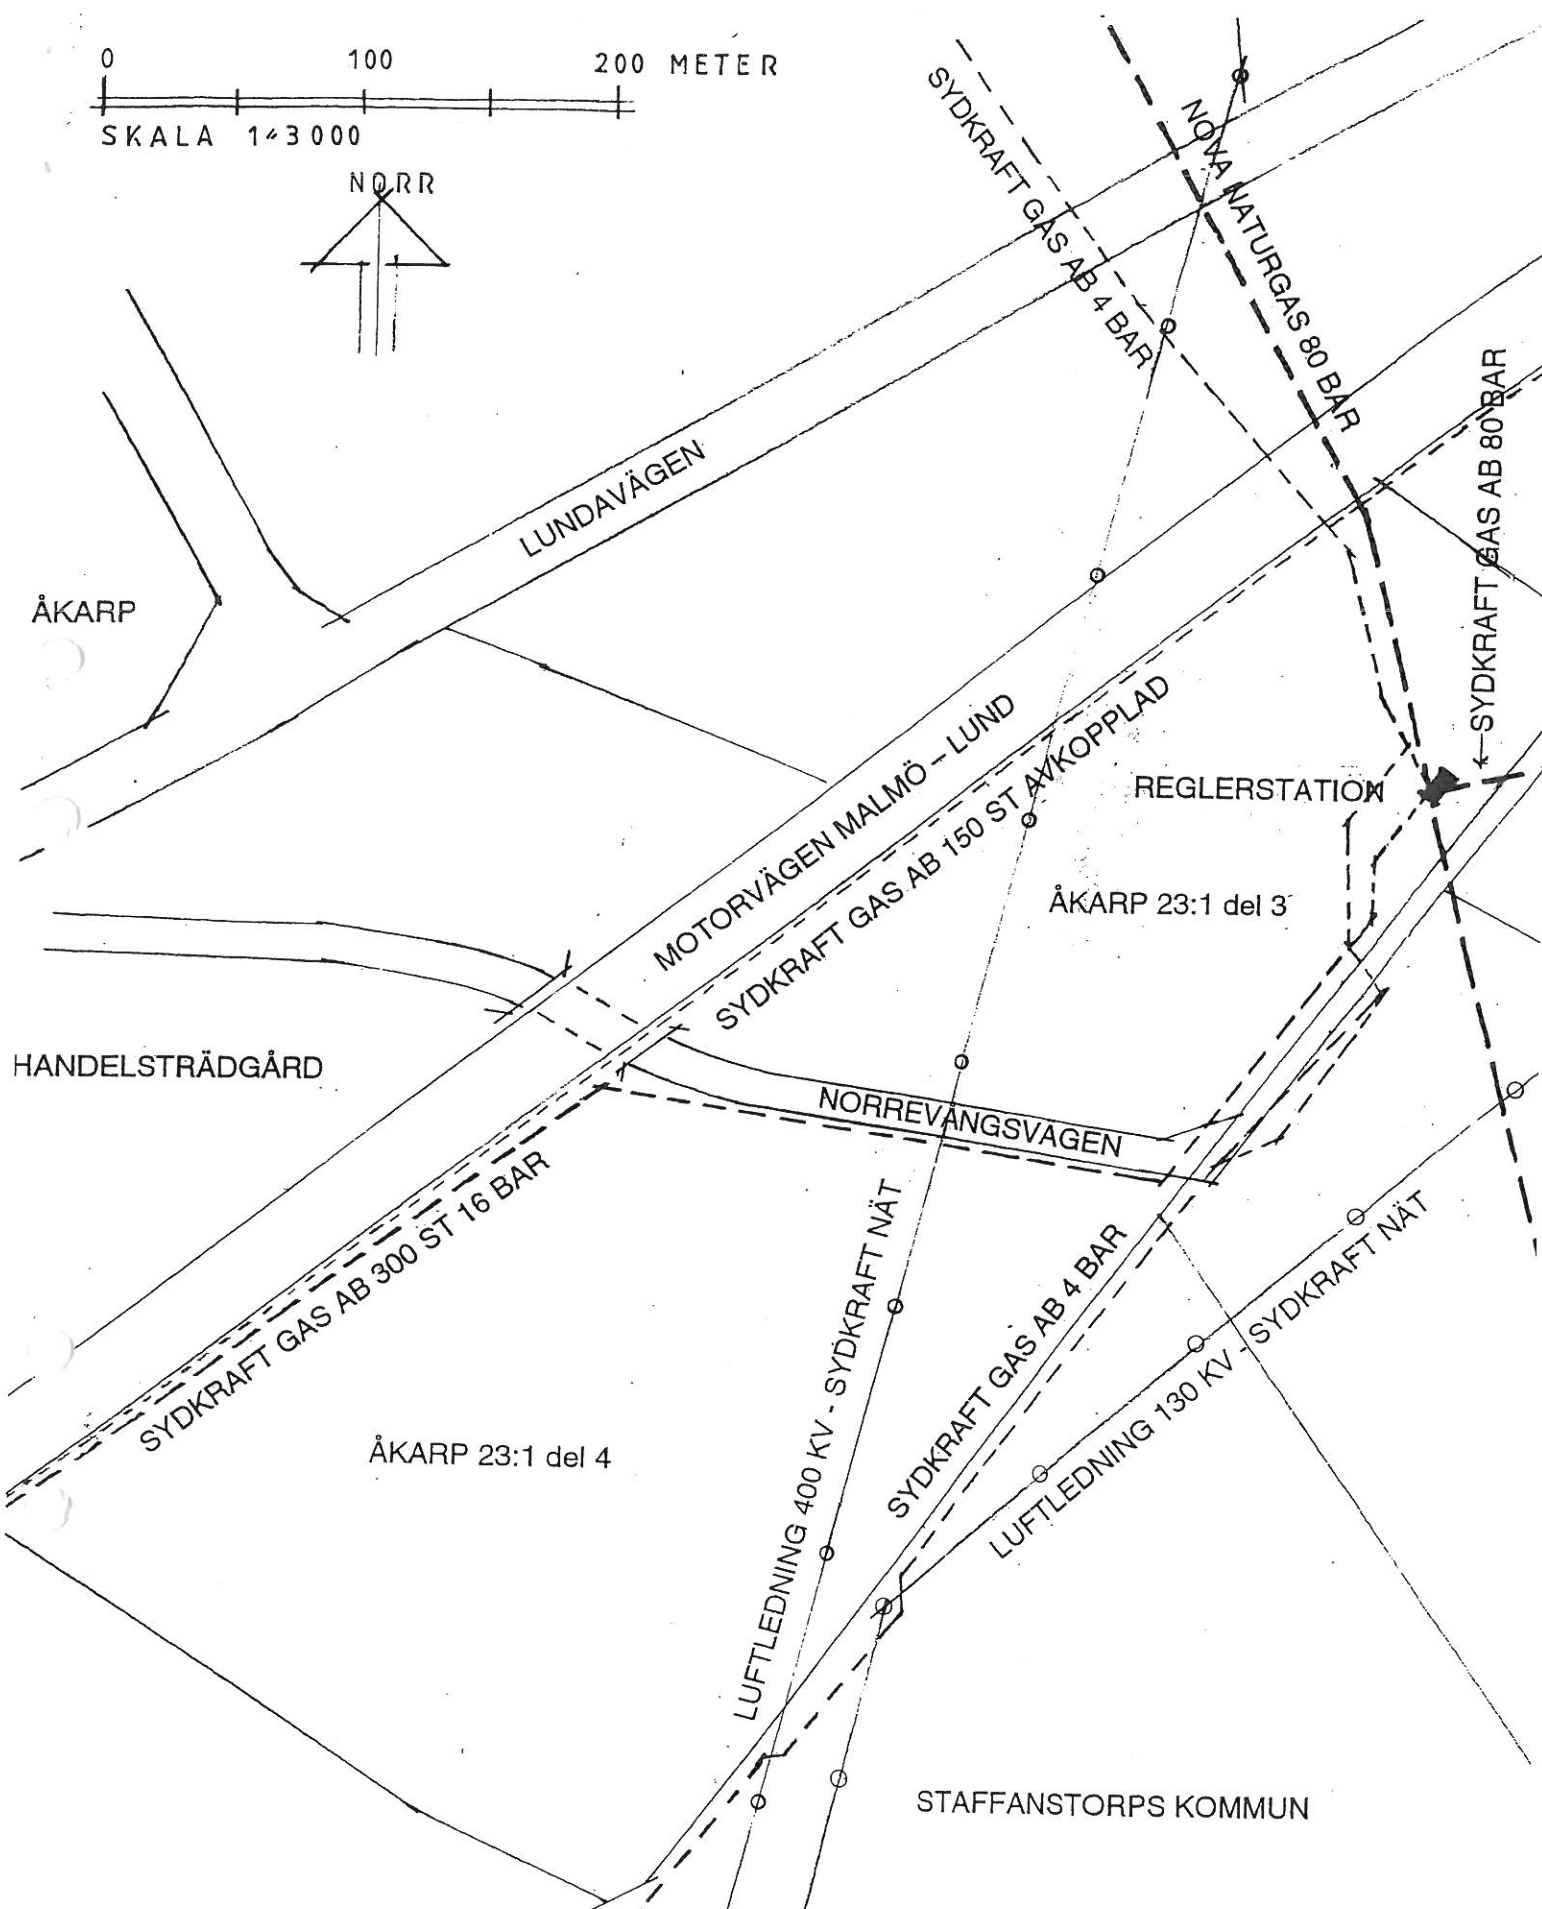 0 100 200 METER
SKALA 1:3000
NORR
SYDKRAFT GAS AB 4 BAR
NOVA NATURGAS 80 BAR
SYDKRAFT GAS AB 80 BAR
LUNDAVÄGEN
ÅKARP
MOTORVÄGEN MALMÖ – LUND
SYDKRAFT GAS AB 150 ST AVKOPPLAD
REGLERSTATION
ÅKARP 23:1 del 3
HANDELSTRÄDGÅRD
NORREVÅNGSVÄGEN
SYDKRAFT GAS AB 300 ST 16 BAR
LUFTLEDNING 400 KV - SYDKRAFT NÄT
SYDKRAFT GAS AB 4 BAR
LUFTLEDNING 130 KV - SYDKRAFT NÄT
ÅKARP 23:1 del 4
STAFFANSTORPS KOMMUN